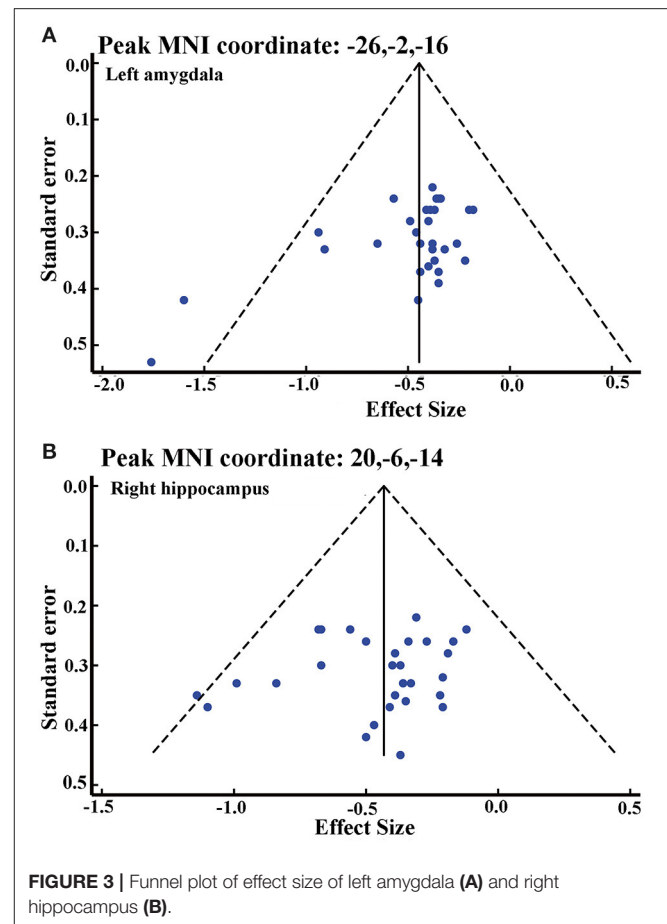 A
Peak MNI coordinate: -26,-2,-16
Left amygdala
Standard error
0.0
0.1
0.2
0.3
0.4
0.5
-2.0 -1.5 -1.0 -0.5 0.0 0.5
Effect Size
B
Peak MNI coordinate: 20,-6,-14
Right hippocampus
Standard error
0.0
0.1
0.2
0.3
0.4
0.5
-1.5 -1.0 -0.5 0.0 0.5
Effect Size
FIGURE 3 | Funnel plot of effect size of left amygdala (A) and right
hippocampus (B).